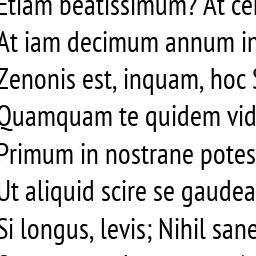 Etiam beatissimum? At
At iam decimum annum in
Zenonis est, inquam, hoc S
Quamquam te quidem vid
Primum in nostrane potes
Ut aliquid scire se gaudea
Si longus, levis; Nihil sane